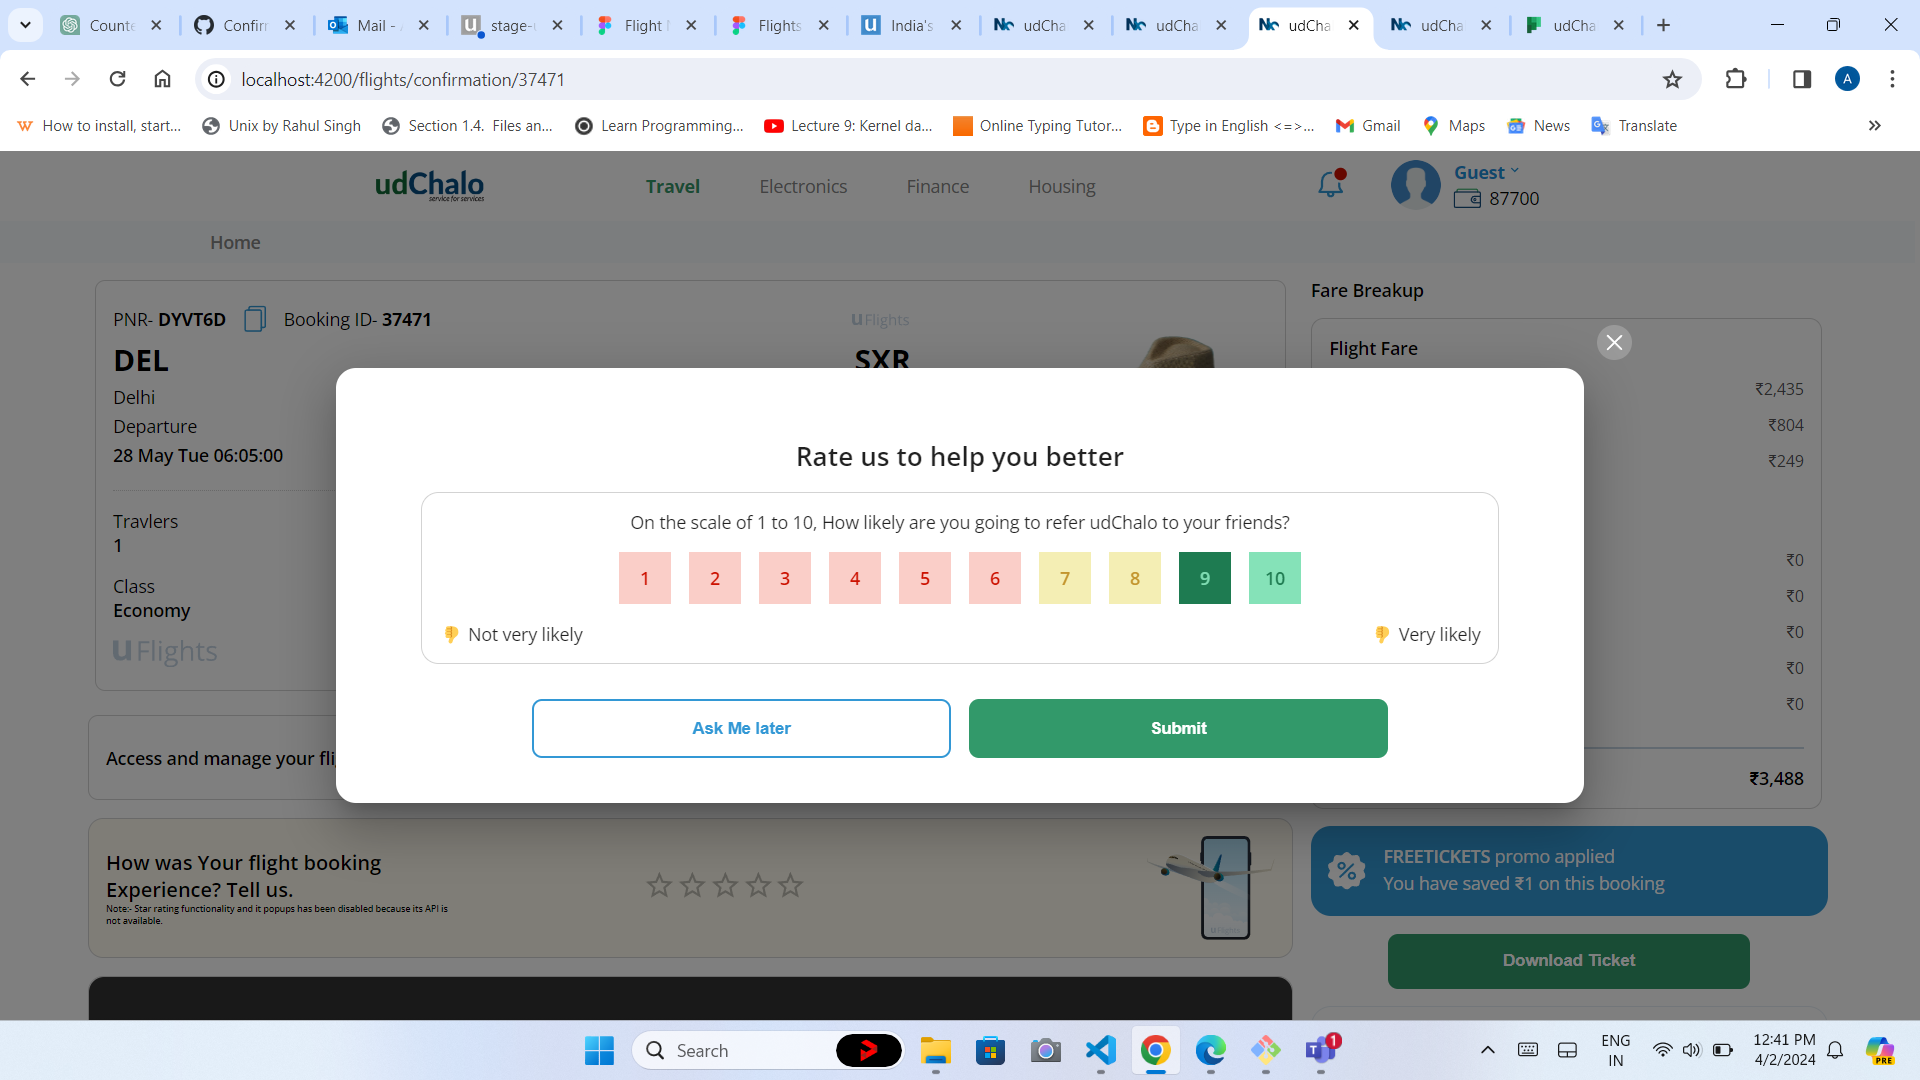 Counte
Confirm
Mail -
stage-
Flight
Flights
India's
udCha
udCha
udCha
udCha
udCha
localhost:4200/flights/confirmation/37471
A
How to install, start...
Unix by Rahul Singh
Section 1.4. Files an...
Learn Programming...
Lecture 9: Kernel da...
Online Typing Tutor...
Type in English <=>...
Gmail
Maps
News
Translate
udChalo
service for services
Travel
Electronics
Finance
Housing
Guest
87700
Home
PNR- DYVT6D
Booking ID- 37471
uFlights
DEL
SXR
Delhi
Departure
28 May Tue 06:05:00
Travlers
1
Class
Economy
uFlights
Fare Breakup
Flight Fare
₹2,435
₹804
₹249
₹0
₹0
₹0
₹0
₹0
₹3,488
Rate us to help you better
On the scale of 1 to 10, How likely are you going to refer udChalo to your friends?
1 2 3 4 5 6 7 8 9 10
Not very likely
Very likely
Ask Me later
Submit
Access and manage your fli
How was Your flight booking
Experience? Tell us.
Note:- Star rating functionality and it popups has been disabled because its API is
not available.
uFlights
FREETICKETS promo applied
You have saved ₹1 on this booking
Download Ticket
Search
1
ENG
IN
12:41 PM
4/2/2024
PRE